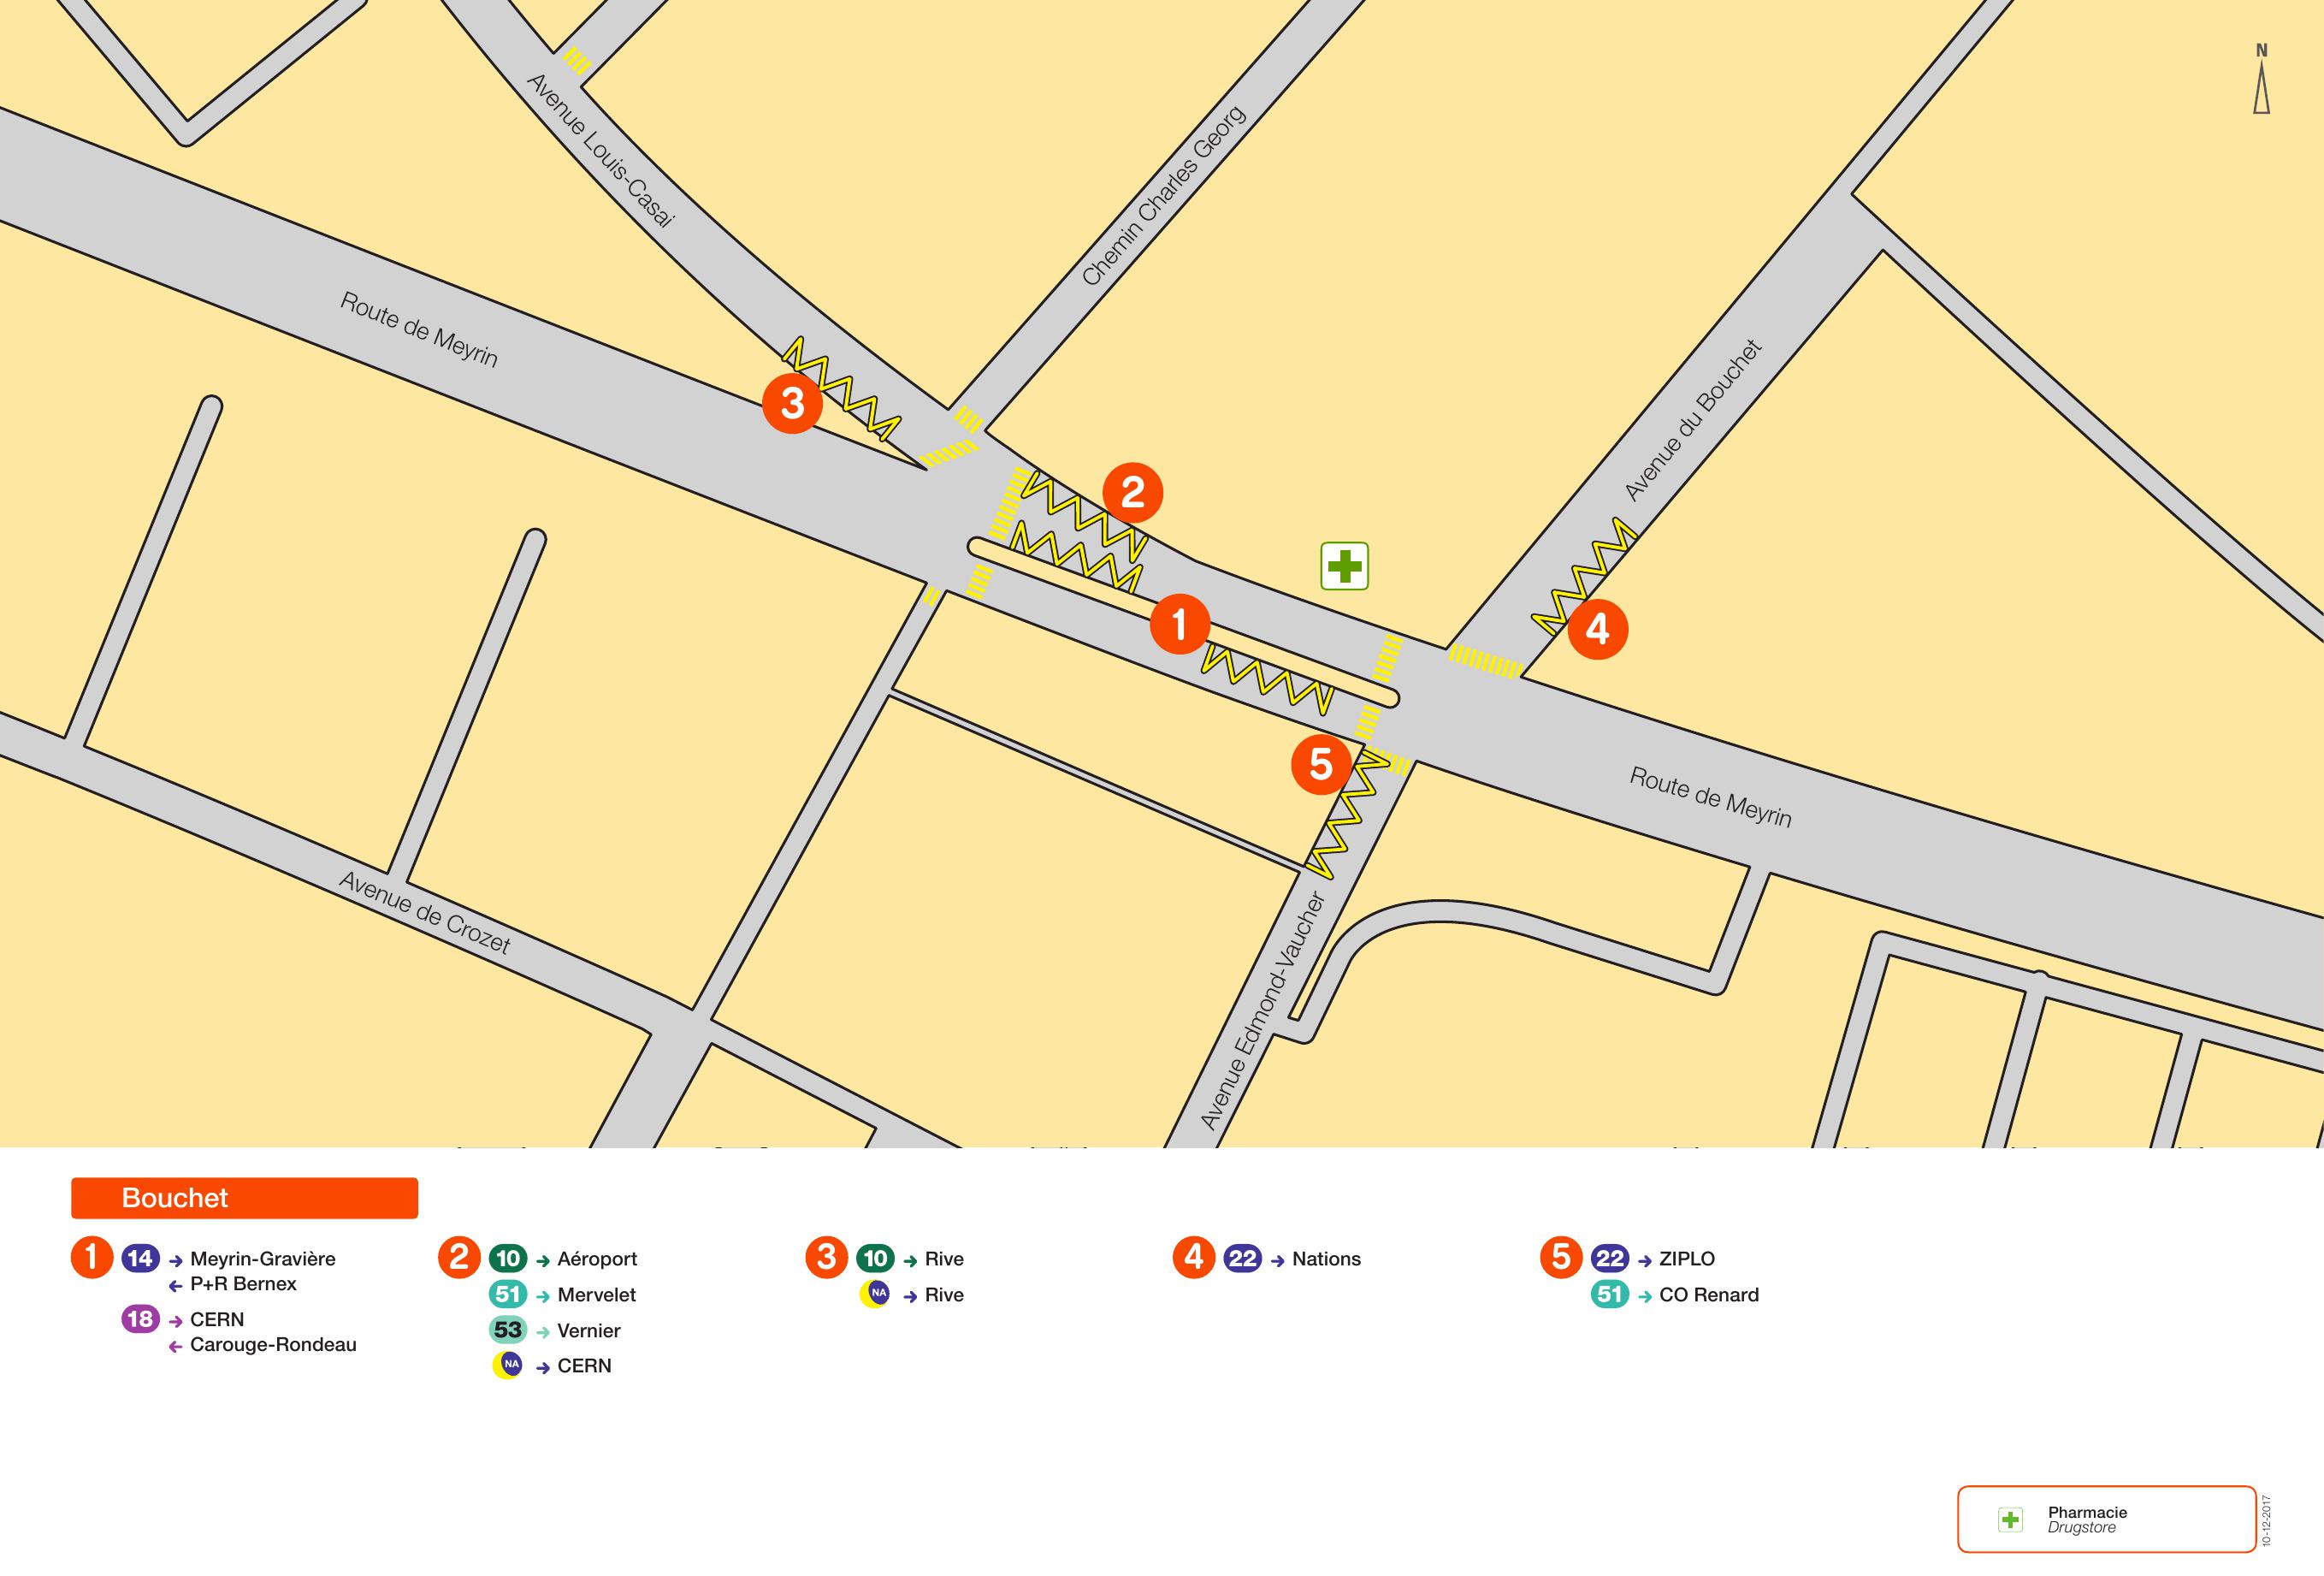 N
Avenue Louis-Casaï
Chemin Charles Georg
Route de Meyrin
Avenue du Bouchet
3
2
1
4
5
Route de Meyrin
Avenue de Crozet
Avenue Edmond-Vaucher
Bouchet
1 14 → Meyrin-Gravière
← P+R Bernex
18 → CERN
← Carouge-Rondeau
2 10 → Aéroport
51 → Mervelet
53 → Vernier
NA → CERN
3 10 → Rive
NA → Rive
4 22 → Nations
5 22 → ZIPLO
51 → CO Renard
Pharmacie
Drugstore
10-12-2017